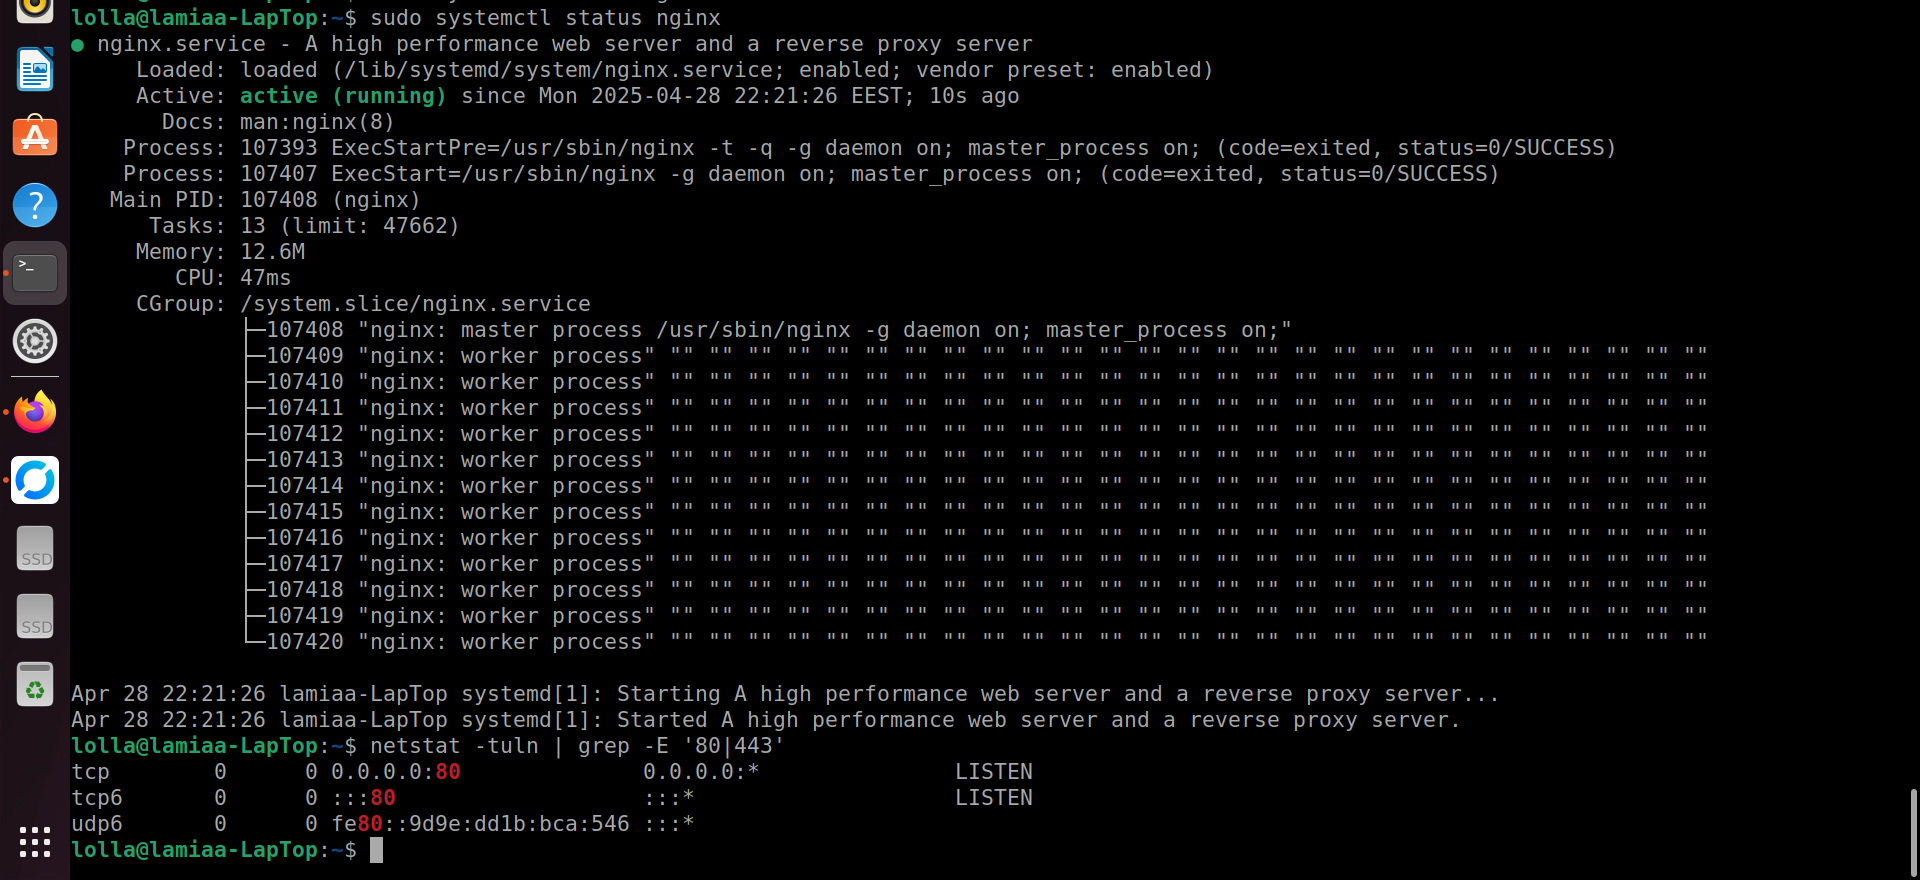 lolla@lamiaa-LapTop:~$ sudo systemctl status nginx
● nginx.service - A high performance web server and a reverse proxy server
     Loaded: loaded (/lib/systemd/system/nginx.service; enabled; vendor preset: enabled)
     Active: active (running) since Mon 2025-04-28 22:21:26 EEST; 10s ago
       Docs: man:nginx(8)
    Process: 107393 ExecStartPre=/usr/sbin/nginx -t -q -g daemon on; master_process on; (code=exited, status=0/SUCCESS)
    Process: 107407 ExecStart=/usr/sbin/nginx -g daemon on; master_process on; (code=exited, status=0/SUCCESS)
   Main PID: 107408 (nginx)
      Tasks: 13 (limit: 47662)
     Memory: 12.6M
        CPU: 47ms
     CGroup: /system.slice/nginx.service
             ├─107408 "nginx: master process /usr/sbin/nginx -g daemon on; master_process on;"
             ├─107409 "nginx: worker process" "" "" "" "" "" "" "" "" "" "" "" "" "" "" "" "" "" "" "" "" "" "" "" "" "" "" ""
             ├─107410 "nginx: worker process" "" "" "" "" "" "" "" "" "" "" "" "" "" "" "" "" "" "" "" "" "" "" "" "" "" "" ""
             ├─107411 "nginx: worker process" "" "" "" "" "" "" "" "" "" "" "" "" "" "" "" "" "" "" "" "" "" "" "" "" "" "" ""
             ├─107412 "nginx: worker process" "" "" "" "" "" "" "" "" "" "" "" "" "" "" "" "" "" "" "" "" "" "" "" "" "" "" ""
             ├─107413 "nginx: worker process" "" "" "" "" "" "" "" "" "" "" "" "" "" "" "" "" "" "" "" "" "" "" "" "" "" "" ""
             ├─107414 "nginx: worker process" "" "" "" "" "" "" "" "" "" "" "" "" "" "" "" "" "" "" "" "" "" "" "" "" "" "" ""
             ├─107415 "nginx: worker process" "" "" "" "" "" "" "" "" "" "" "" "" "" "" "" "" "" "" "" "" "" "" "" "" "" "" ""
             ├─107416 "nginx: worker process" "" "" "" "" "" "" "" "" "" "" "" "" "" "" "" "" "" "" "" "" "" "" "" "" "" "" ""
             ├─107417 "nginx: worker process" "" "" "" "" "" "" "" "" "" "" "" "" "" "" "" "" "" "" "" "" "" "" "" "" "" "" ""
             ├─107418 "nginx: worker process" "" "" "" "" "" "" "" "" "" "" "" "" "" "" "" "" "" "" "" "" "" "" "" "" "" "" ""
             ├─107419 "nginx: worker process" "" "" "" "" "" "" "" "" "" "" "" "" "" "" "" "" "" "" "" "" "" "" "" "" "" "" ""
             └─107420 "nginx: worker process" "" "" "" "" "" "" "" "" "" "" "" "" "" "" "" "" "" "" "" "" "" "" "" "" "" "" ""
Apr 28 22:21:26 lamiaa-LapTop systemd[1]: Starting A high performance web server and a reverse proxy server...
Apr 28 22:21:26 lamiaa-LapTop systemd[1]: Started A high performance web server and a reverse proxy server.
lolla@lamiaa-LapTop:~$ netstat -tuln | grep -E '80|443'
tcp        0      0 0.0.0.0:80              0.0.0.0:*               LISTEN
tcp6       0      0 :::80                   :::*                    LISTEN
udp6       0      0 fe80::9d9e:dd1b:bca:546 :::*
lolla@lamiaa-LapTop:~$
SSD
SSD